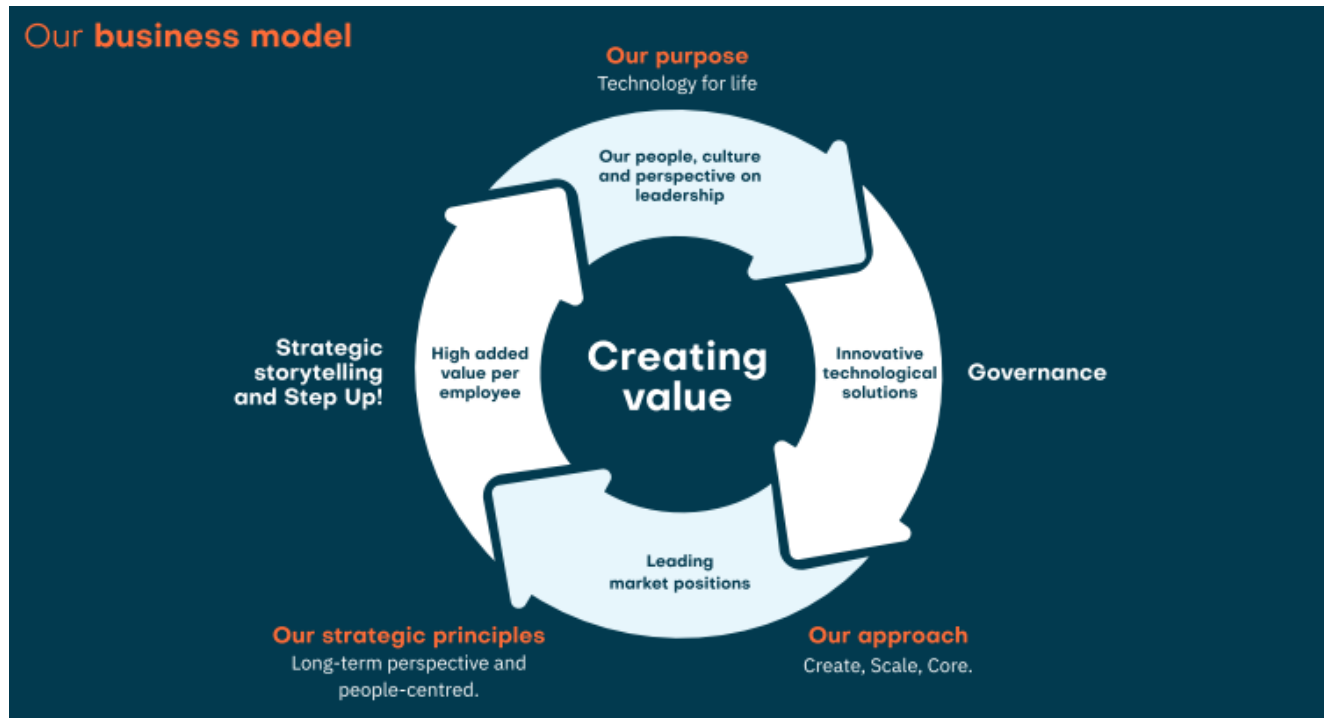 Our business model
Our purpose
Technology for life
Our people, culture
and perspective on
leadership
Strategic
storytelling
and Step Up!
High added
value per
employee
Creating
value
Innovative
technological
solutions
Governance
Leading
market positions
Our strategic principles
Long-term perspective and
people-centred.
Our approach
Create, Scale, Core.